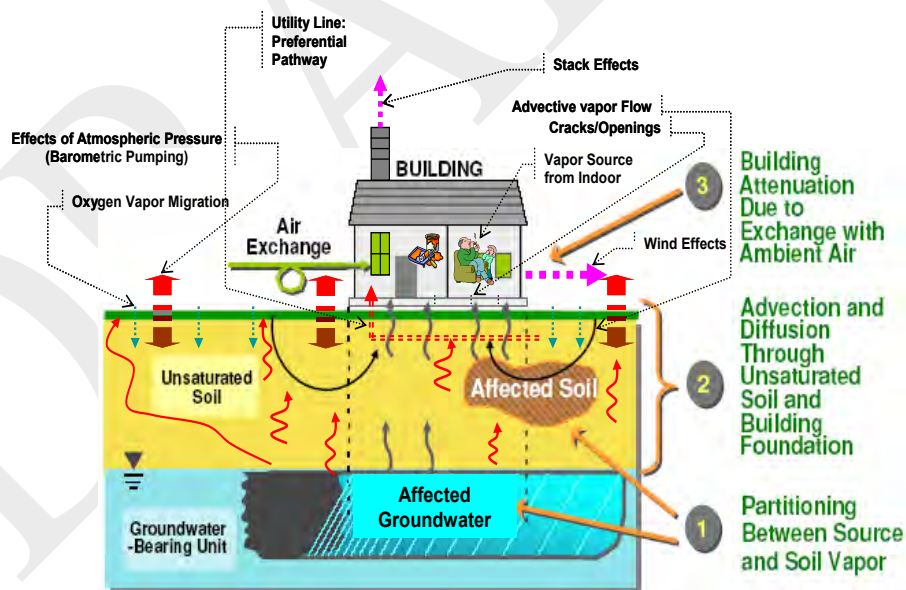 Utility Line:
Preferential
Pathway
Stack Effects
Advective vapor Flow
Cracks/Openings
Effects of Atmospheric Pressure
(Barometric Pumping)
BUILDING
Vapor Source
from Indoor
3
Building
Attenuation
Due to
Exchange with
Ambient Air
Oxygen Vapor Migration
Air
Exchange
Wind Effects
Unsaturated
Soil
Affected Soil
2
Advection and
Diffusion
Through
Unsaturated
Soil and
Building
Foundation
Affected
Groundwater
Groundwater
-Bearing Unit
1
Partitioning
Between Source
and Soil Vapor